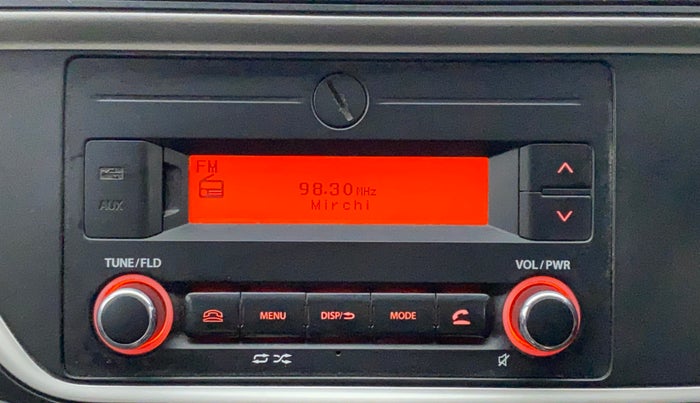 FM
98.30 MHz
Mirchi
AUX
TUNE/FLD
VOL/PWR
MENU
DISP/
MODE